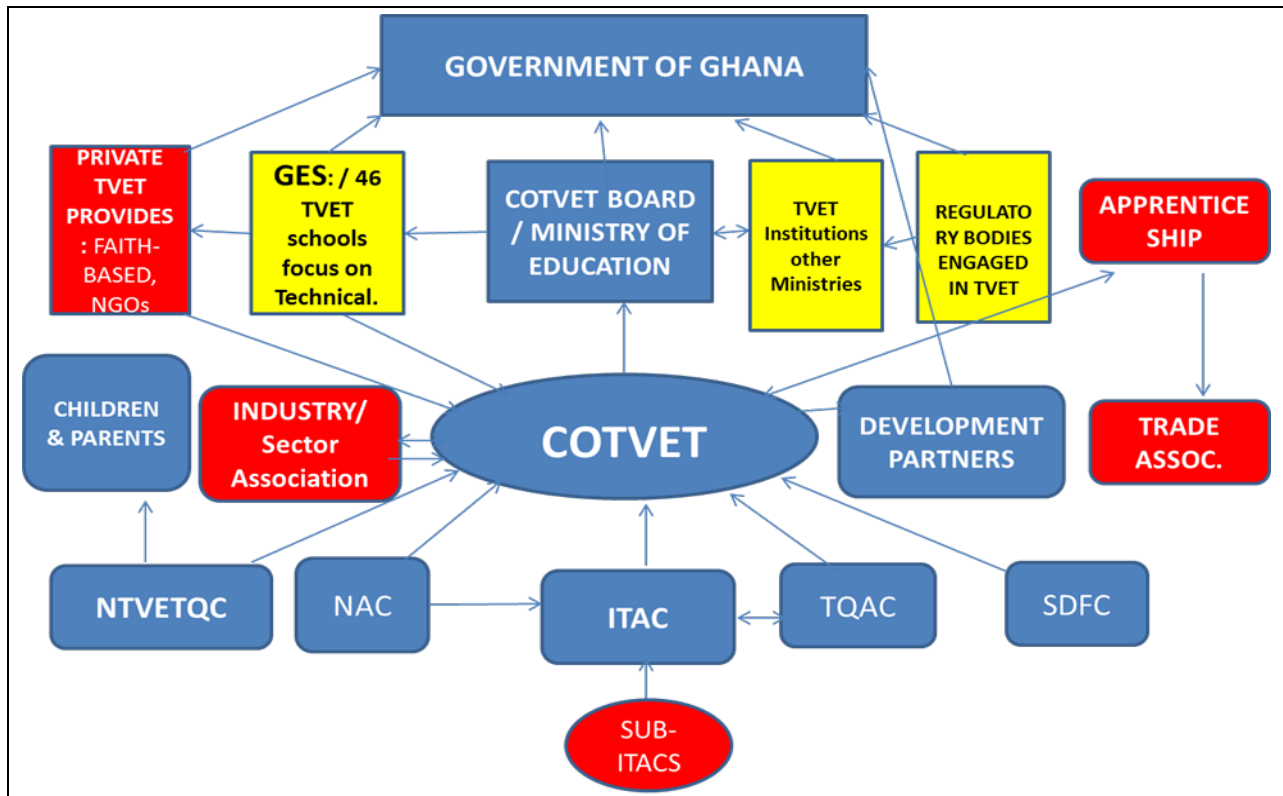 GOVERNMENT OF GHANA
PRIVATE
TVET
PROVIDES
: FAITH-
BASED,
NGOs
GES: / 46
TVET
schools
focus on
Technical.
COTVET BOARD
/ MINISTRY OF
EDUCATION
TVET
Institutions
other
Ministries
REGULATO
RY BODIES
ENGAGED
IN TVET
APPRENTICE
SHIP
CHILDREN
& PARENTS
INDUSTRY/
Sector
Association
COTVET
DEVELOPMENT
PARTNERS
TRADE
ASSOC.
NTVETQC
NAC
ITAC
TQAC
SDFC
SUB-
ITACS